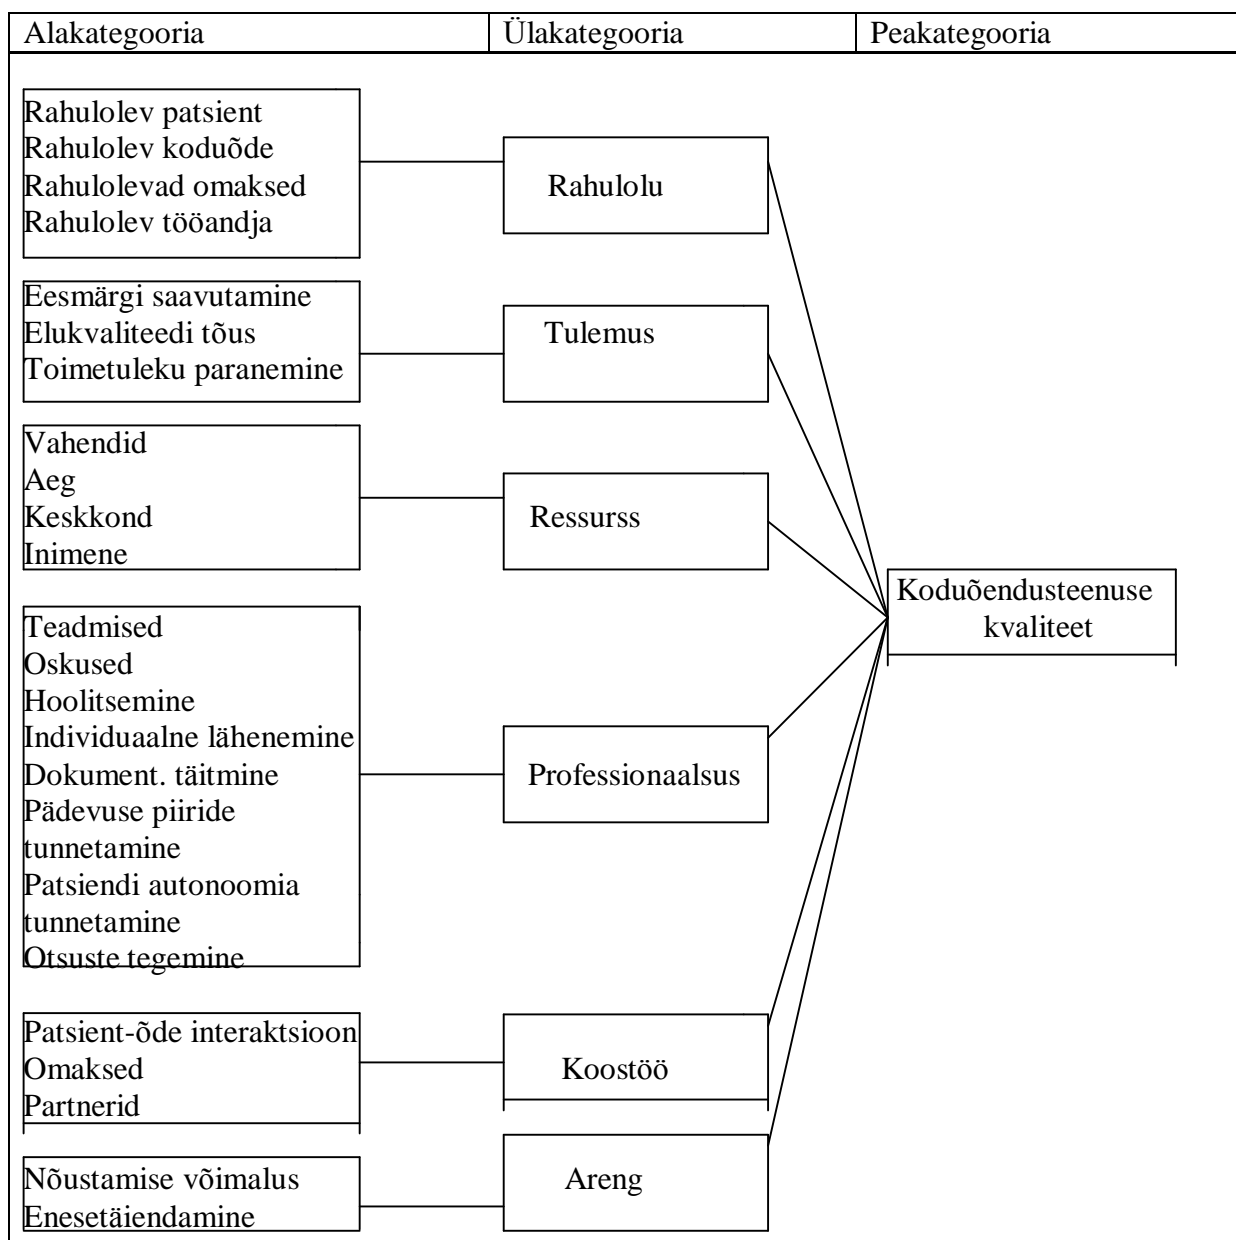 Alakategooria Ülakategooria Peakategooria
Rahulolev patsient
Rahulolev koduõde
Rahulolevad omaksed
Rahulolev tööandja
Rahulolu
Eesmärgi saavutamine
Elukvaliteedi tõus
Toimetuleku paranemine
Tulemus
Vahendid
Aeg
Keskkond
Inimene
Ressurss
Koduõendusteenuse
kvaliteet
Teadmised
Oskused
Hoolitsemine
Individuaalne lähenemine
Dokument. täitmine
Pädevuse piiride
tunnetamine
Patsiendi autonoomia
tunnetamine
Otsuste tegemine
Professionaalsus
Patsient-õde interaktsioon
Omaksed
Partnerid
Koostöö
Nõustamise võimalus
Enesetäiendamine
Areng